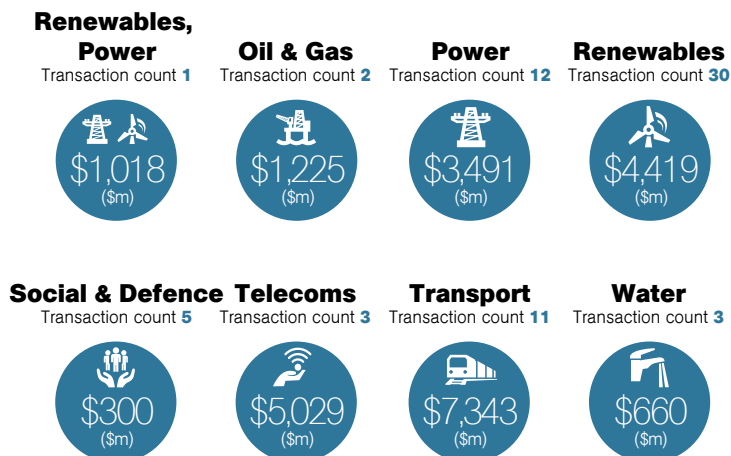 Renewables,
Power
Transaction count 1
$1,018
($m)
Oil & Gas
Transaction count 2
$1,225
($m)
Power
Transaction count 12
$3,491
($m)
Renewables
Transaction count 30
$4,419
($m)
Social & Defence
Transaction count 5
$300
($m)
Telecoms
Transaction count 3
$5,029
($m)
Transport
Transaction count 11
$7,343
($m)
Water
Transaction count 3
$660
($m)